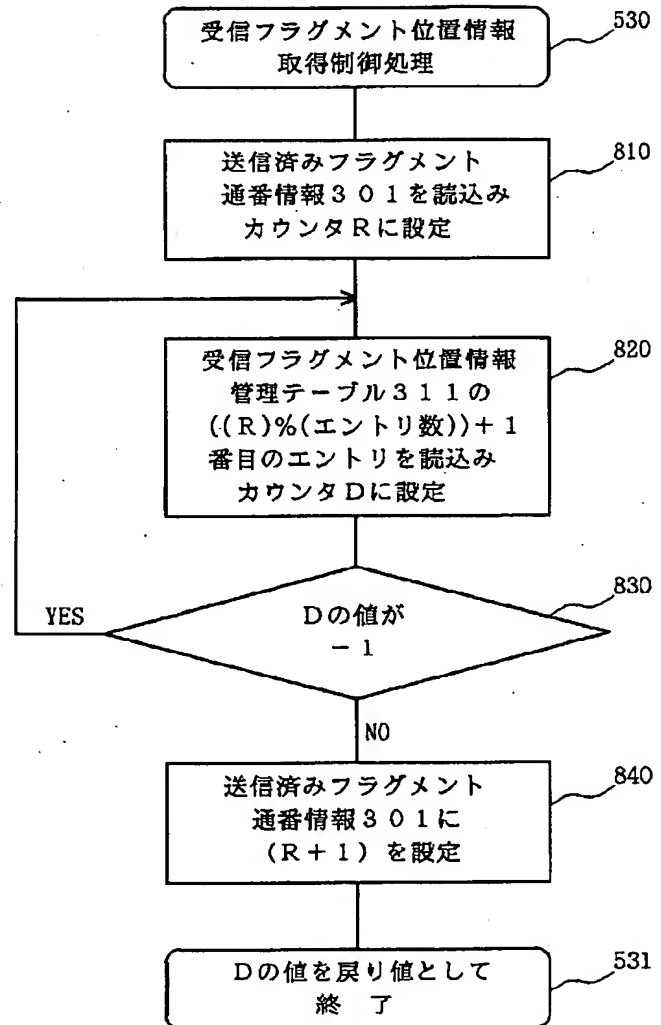 受信フラグメント位置情報
取得制御処理
530
送信済みフラグメント
通番情報301を読込み
カウンタRに設定
810
受信フラグメント位置情報
管理テーブル311の
((R)%(エントリ数))+1
番目のエントリを読込み
カウンタDに設定
820
Dの値が
-1
830
YES
NO
送信済みフラグメント
通番情報301に
(R+1)を設定
840
Dの値を戻り値として
終 了
531